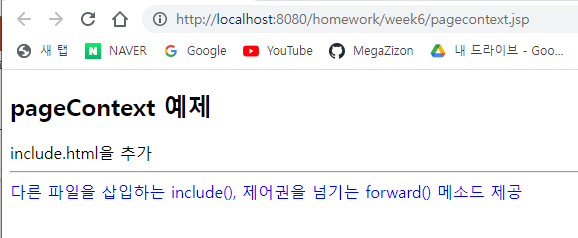 http://localhost:8080/homework/week6/pagecontext.jsp
새 탭 NAVER Google YouTube MegaZizon 내 드라이브 - Goo...
pageContext 예제
include.html을 추가
다른 파일을 삽입하는 include(), 제어권을 넘기는 forward() 메소드 제공